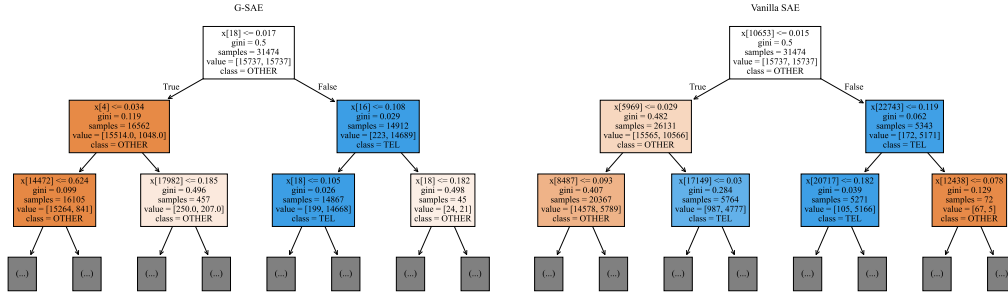 G-SAE
x[18] <= 0.017
gini = 0.5
samples = 31474
value = [15737, 15737]
class = OTHER
True
False
x[4] <= 0.034
gini = 0.119
samples = 16562
value = [15514.0, 1048.0]
class = OTHER
x[16] <= 0.108
gini = 0.029
samples = 14912
value = [223, 14689]
class = TEL
x[14472] <= 0.624
gini = 0.099
samples = 16105
value = [15264, 841]
class = OTHER
x[17982] <= 0.185
gini = 0.496
samples = 457
value = [250.0, 207.0]
class = OTHER
x[18] <= 0.105
gini = 0.026
samples = 14867
value = [199, 14668]
class = TEL
x[18] <= 0.182
gini = 0.498
samples = 45
value = [24, 21]
class = OTHER
(...)
(...)
(...)
(...)
(...)
(...)
(...)
(...)
Vanilla SAE
x[10653] <= 0.015
gini = 0.5
samples = 31474
value = [15737, 15737]
class = OTHER
True
False
x[5969] <= 0.029
gini = 0.482
samples = 26131
value = [15565, 10566]
class = OTHER
x[22743] <= 0.119
gini = 0.062
samples = 5343
value = [172, 5171]
class = TEL
x[8487] <= 0.093
gini = 0.407
samples = 20367
value = [14578, 5789]
class = OTHER
x[17149] <= 0.03
gini = 0.284
samples = 5764
value = [987, 4777]
class = TEL
x[20717] <= 0.182
gini = 0.039
samples = 5271
value = [105, 5166]
class = TEL
x[12438] <= 0.078
gini = 0.129
samples = 72
value = [67, 5]
class = OTHER
(...)
(...)
(...)
(...)
(...)
(...)
(...)
(...)